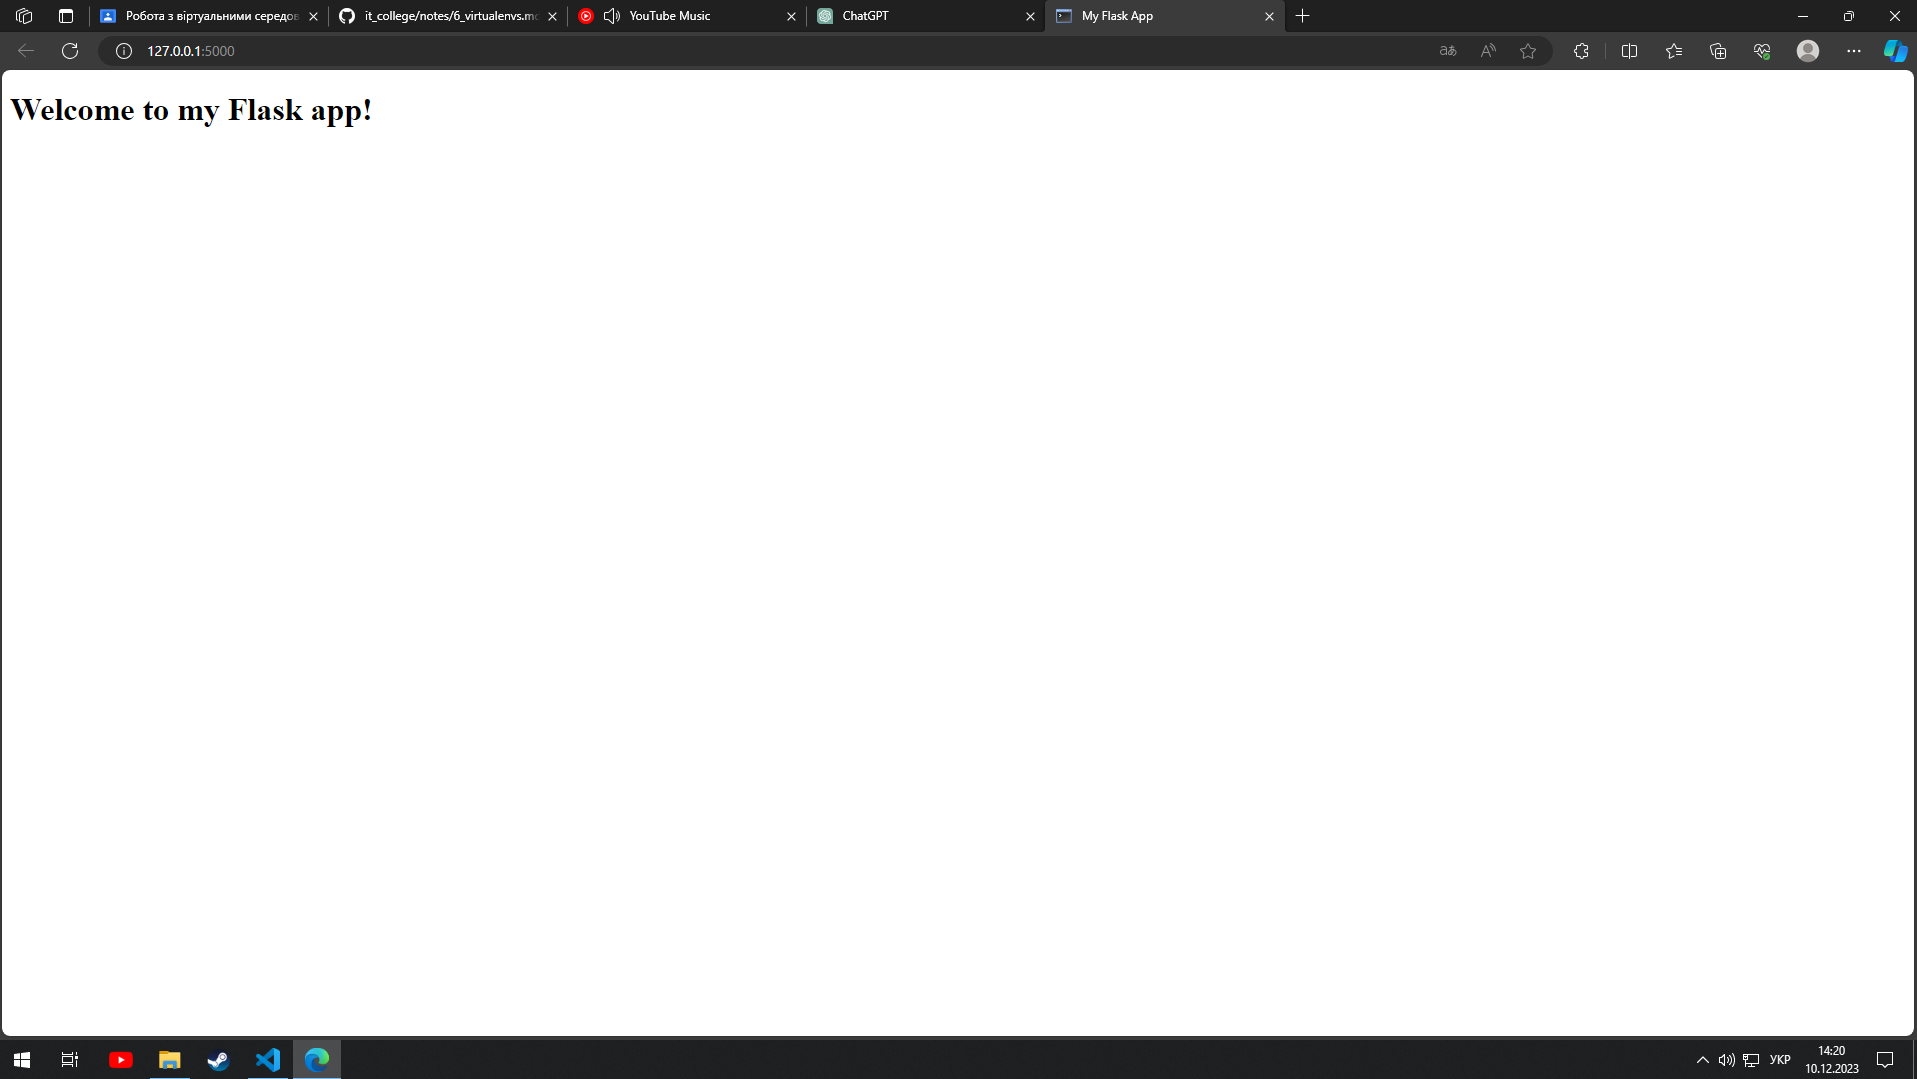 Робота з віртуальними середов
it_college/notes/6_virtualenvs.mc
YouTube Music
ChatGPT
My Flask App
127.0.0.1:5000
Welcome to my Flask app!
УКР
14:20
10.12.2023